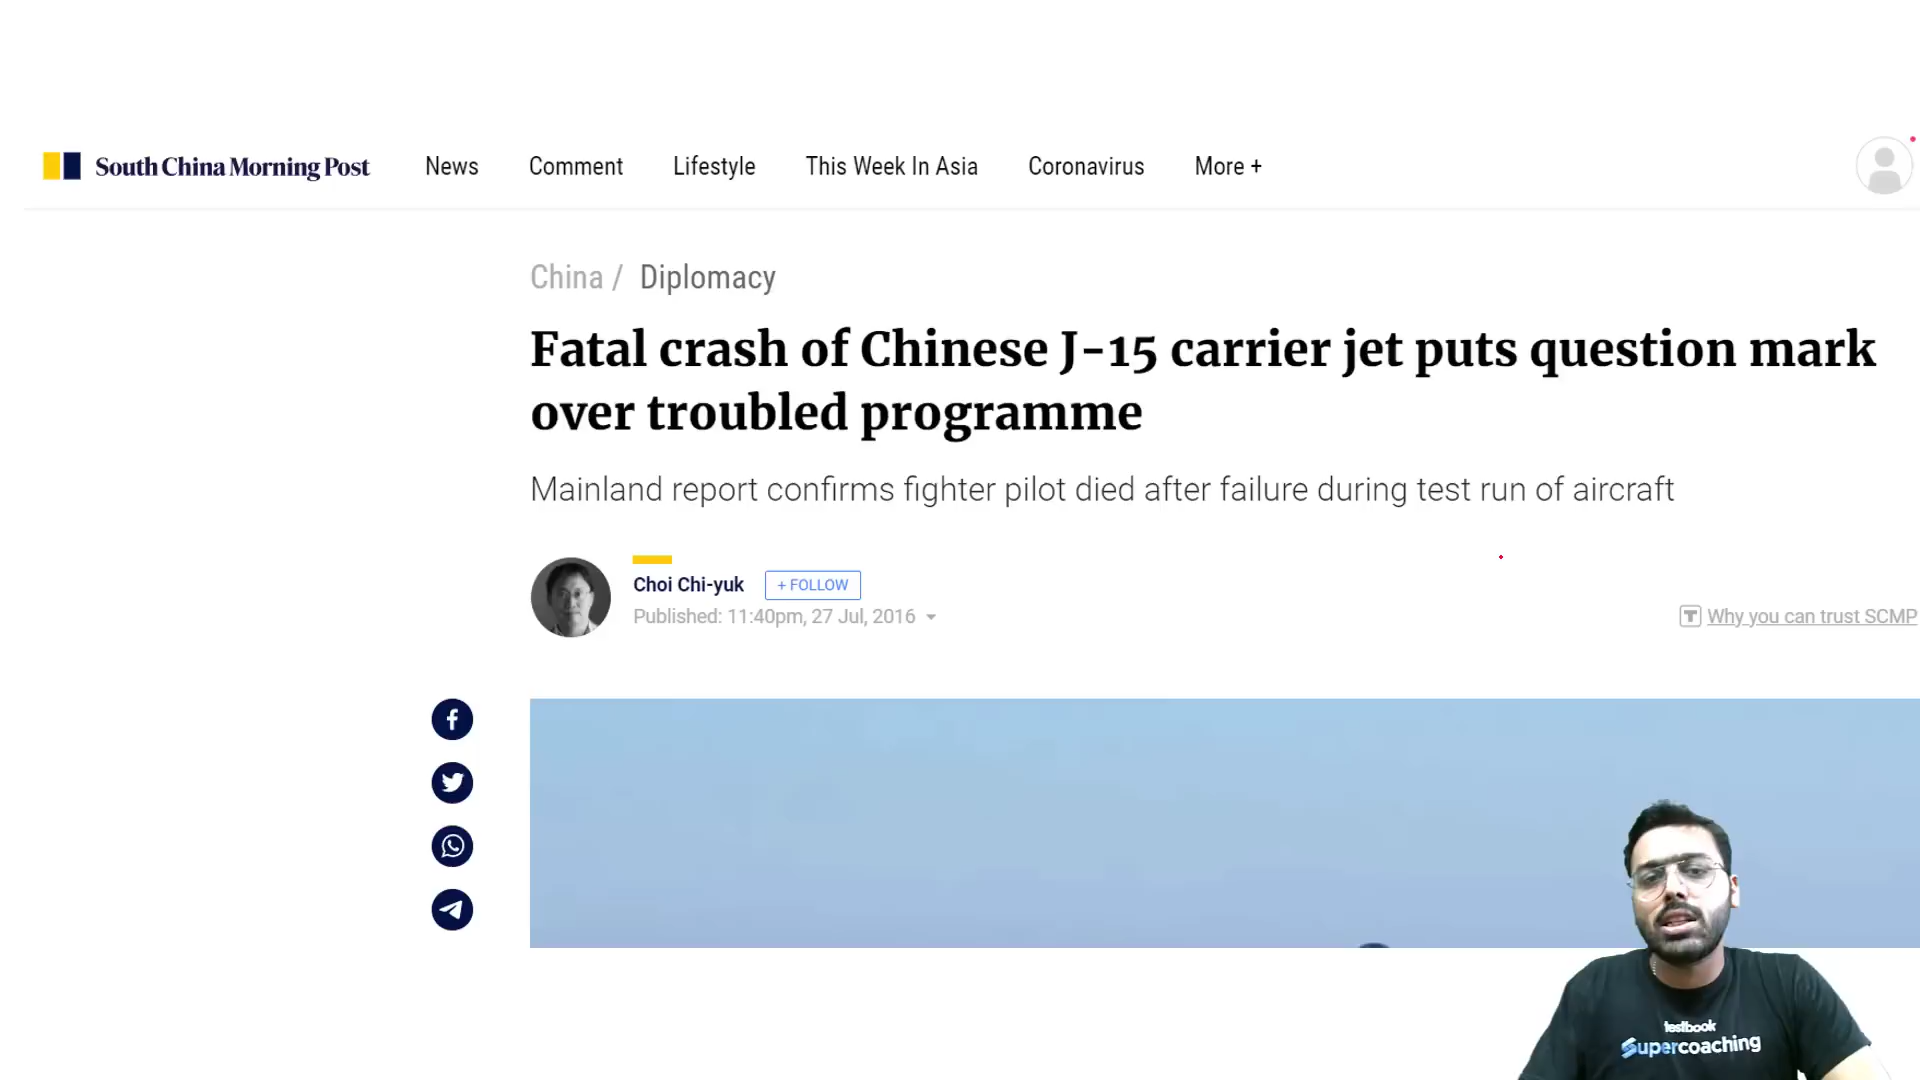 South China Morning Post News Comment Lifestyle This Week In Asia Coronavirus More +
China / Diplomacy
Fatal crash of Chinese J-15 carrier jet puts question mark
over troubled programme
Mainland report confirms fighter pilot died after failure during test run of aircraft
Choi Chi-yuk + FOLLOW
Published: 11:40pm, 27 Jul, 2016
Why you can trust SCMP
testbook
Supercoaching